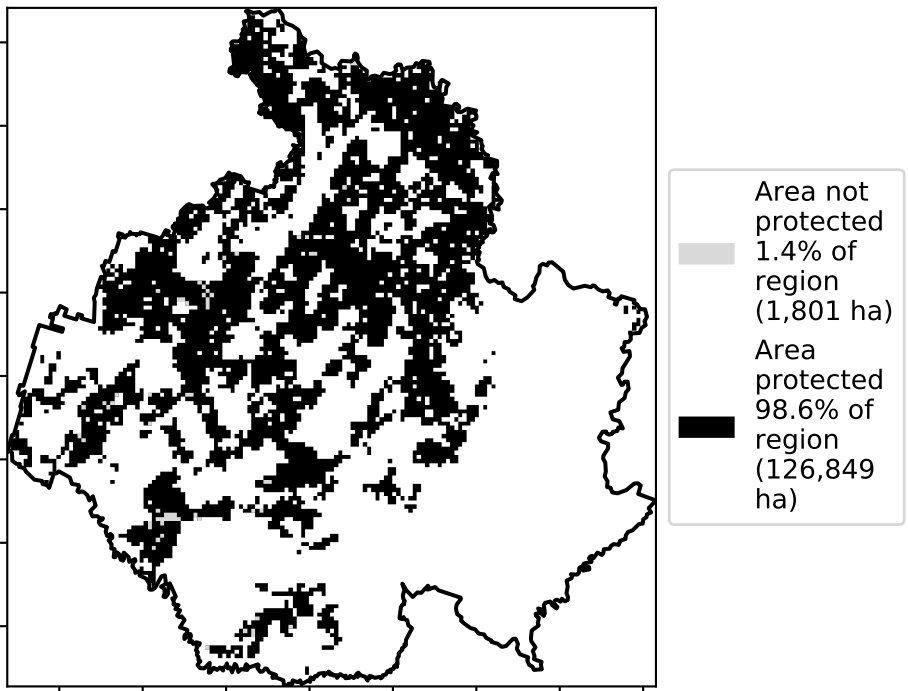 Area not
protected
1.4% of
region
(1,801 ha)
Area
protected
98.6% of
region
(126,849
ha)